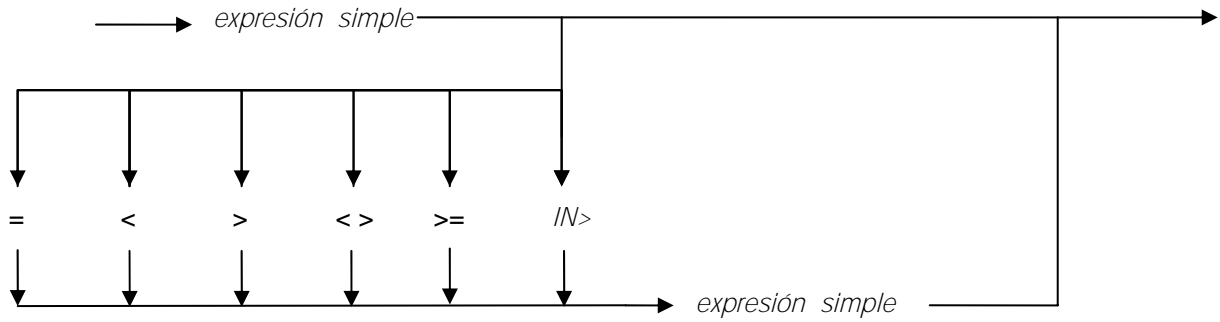 expresión simple
= < > < > >= IN>
expresión simple